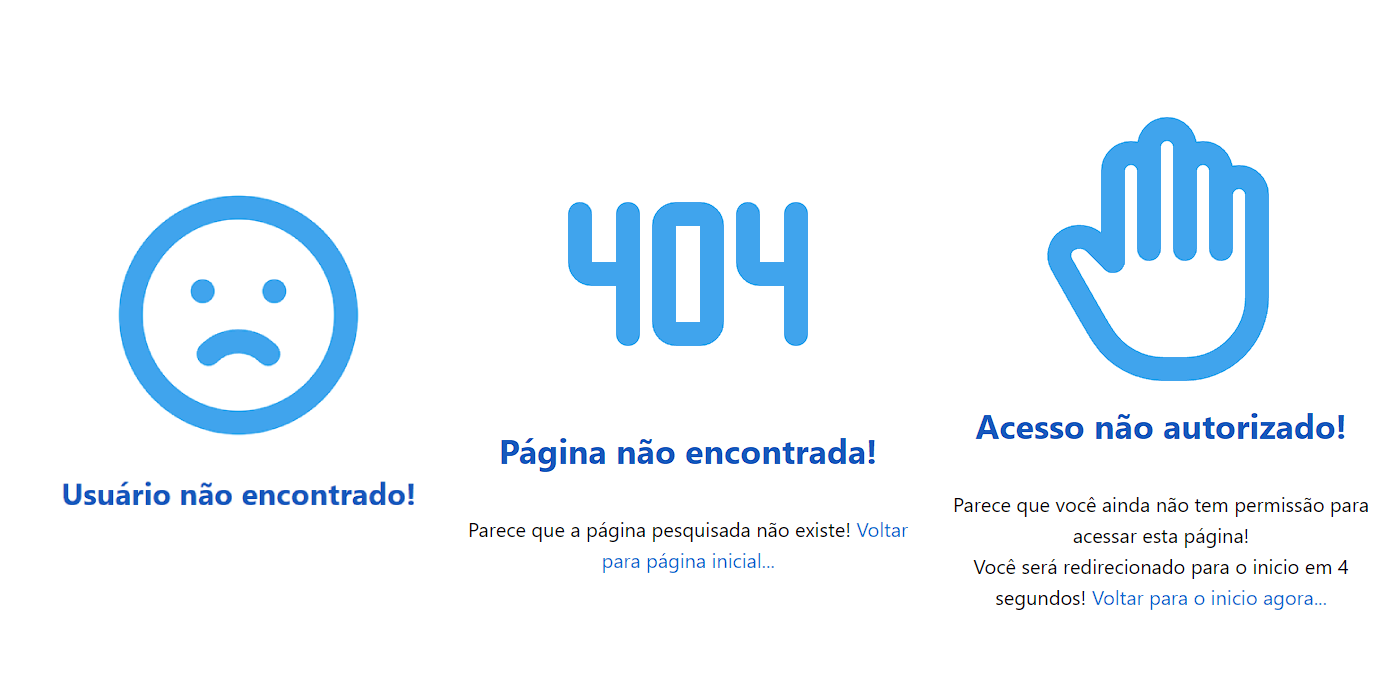 Usuário não encontrado!
404
Página não encontrada!
Parece que a página pesquisada não existe! Voltar
para página inicial...
Acesso não autorizado!
Parece que você ainda não tem permissão para
acessar esta página!
Você será redirecionado para o inicio em 4
segundos! Voltar para o inicio agora...